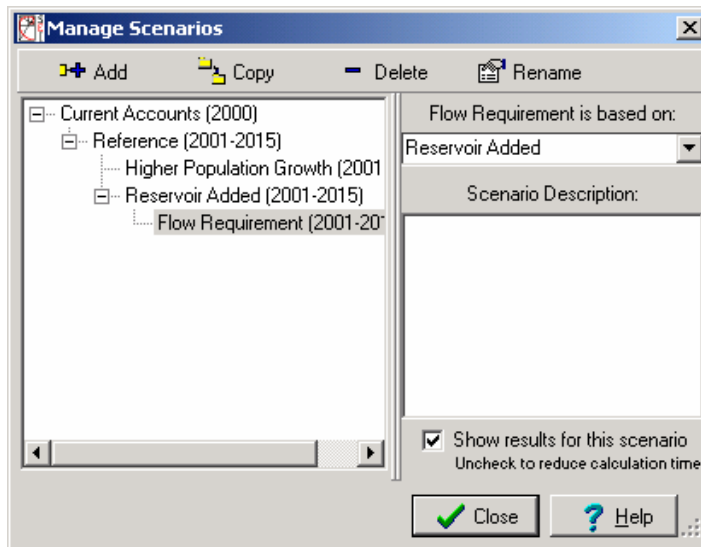 Manage Scenarios
Add Copy Delete Rename
Current Accounts (2000)
Reference (2001-2015)
Higher Population Growth (2001
Reservoir Added (2001-2015)
Flow Requirement (2001-201
Flow Requirement is based on:
Reservoir Added
Scenario Description:
Show results for this scenario
Uncheck to reduce calculation time
Close Help